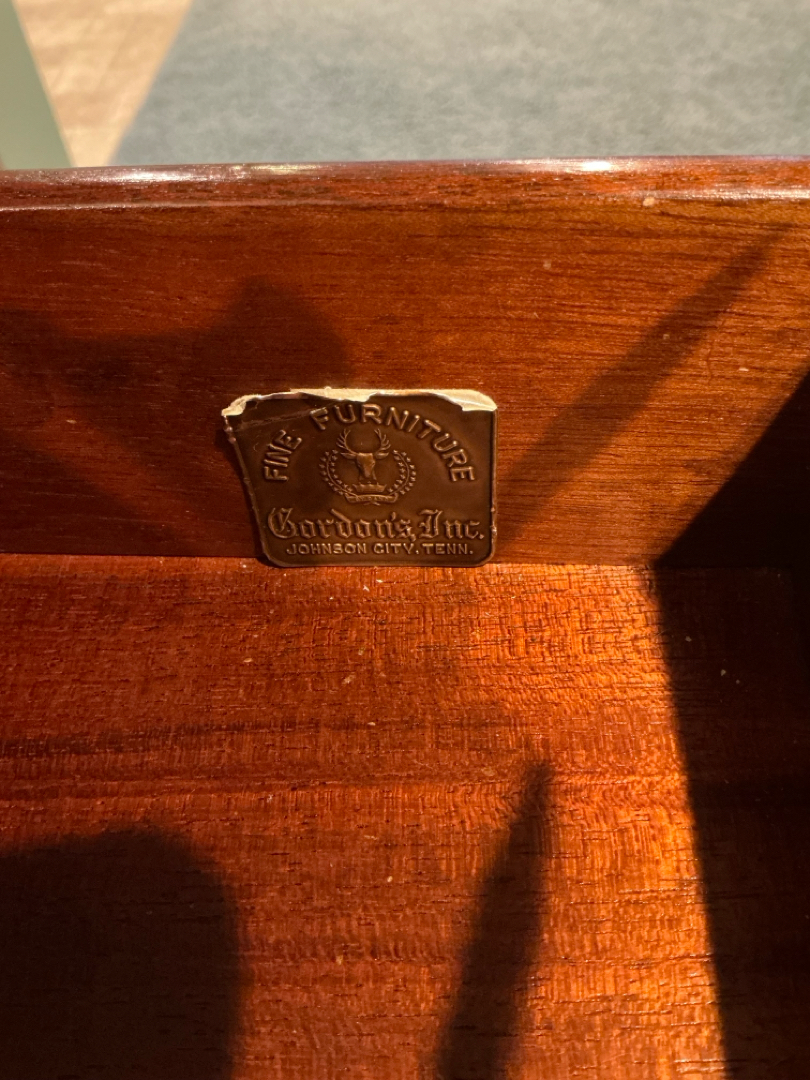 FINE FURNITURE
Gordon's, Inc.
JOHNSON CITY, TENN.